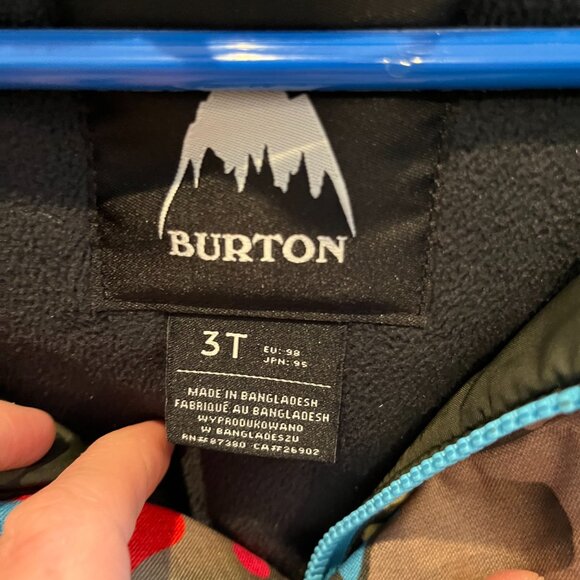 BURTON
3T
EU: 98
JPN: 95
MADE IN BANGLADESH
FABRIQUÉ AU BANGLADESH
WYPRODUKOWANO
W BANGLADESZU
RN## 87380 CA## 26902